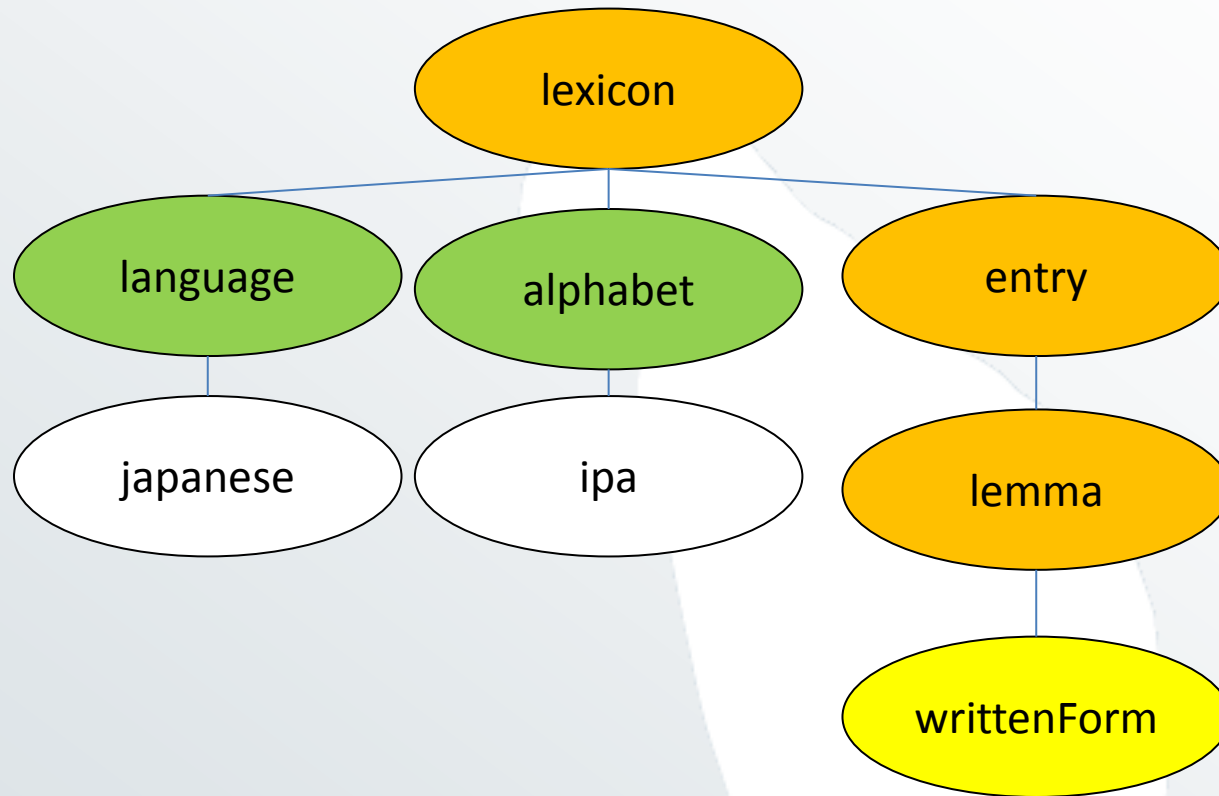 lexicon
language
alphabet
entry
japanese
ipa
lemma
writtenForm